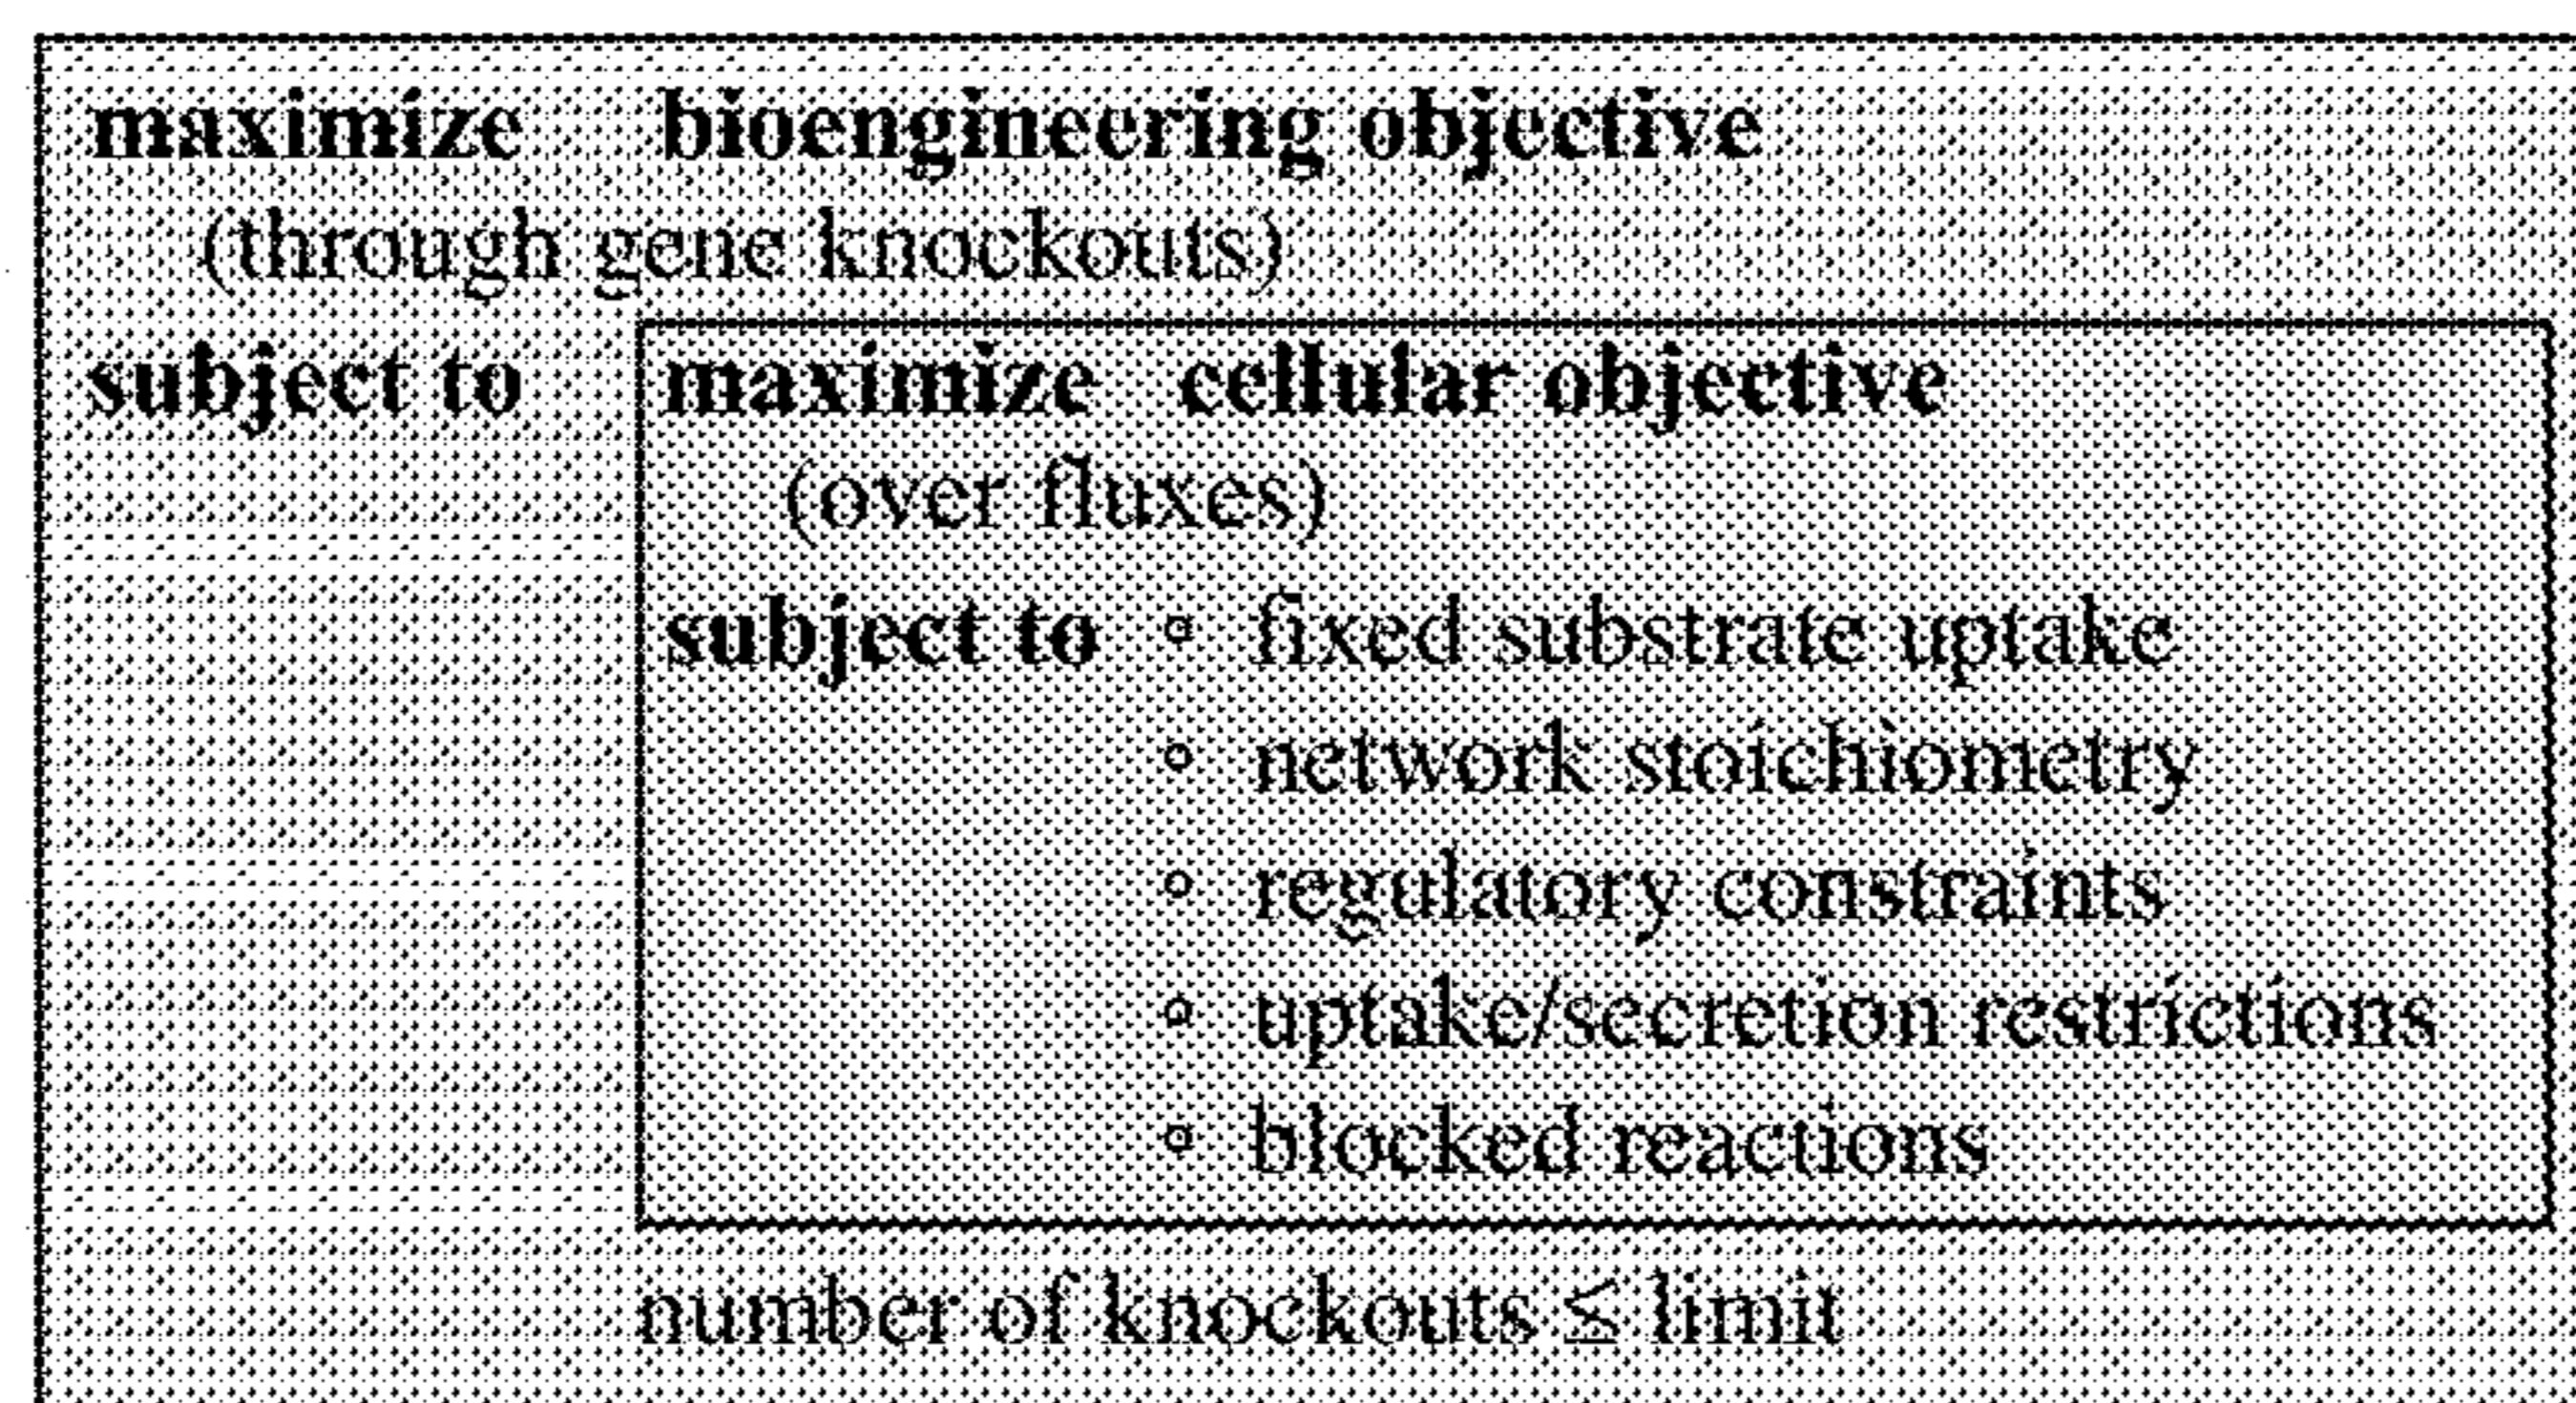 maximize bioengineering objective
(through gene knockouts)
subject to maximize cellular objective
(over fluxes)
subject to ∘ fixed substrate uptake
∘ network stoichiometry
∘ regulatory constraints
∘ uptake/secretion restrictions
∘ blocked reactions
number of knockouts ≤ limit